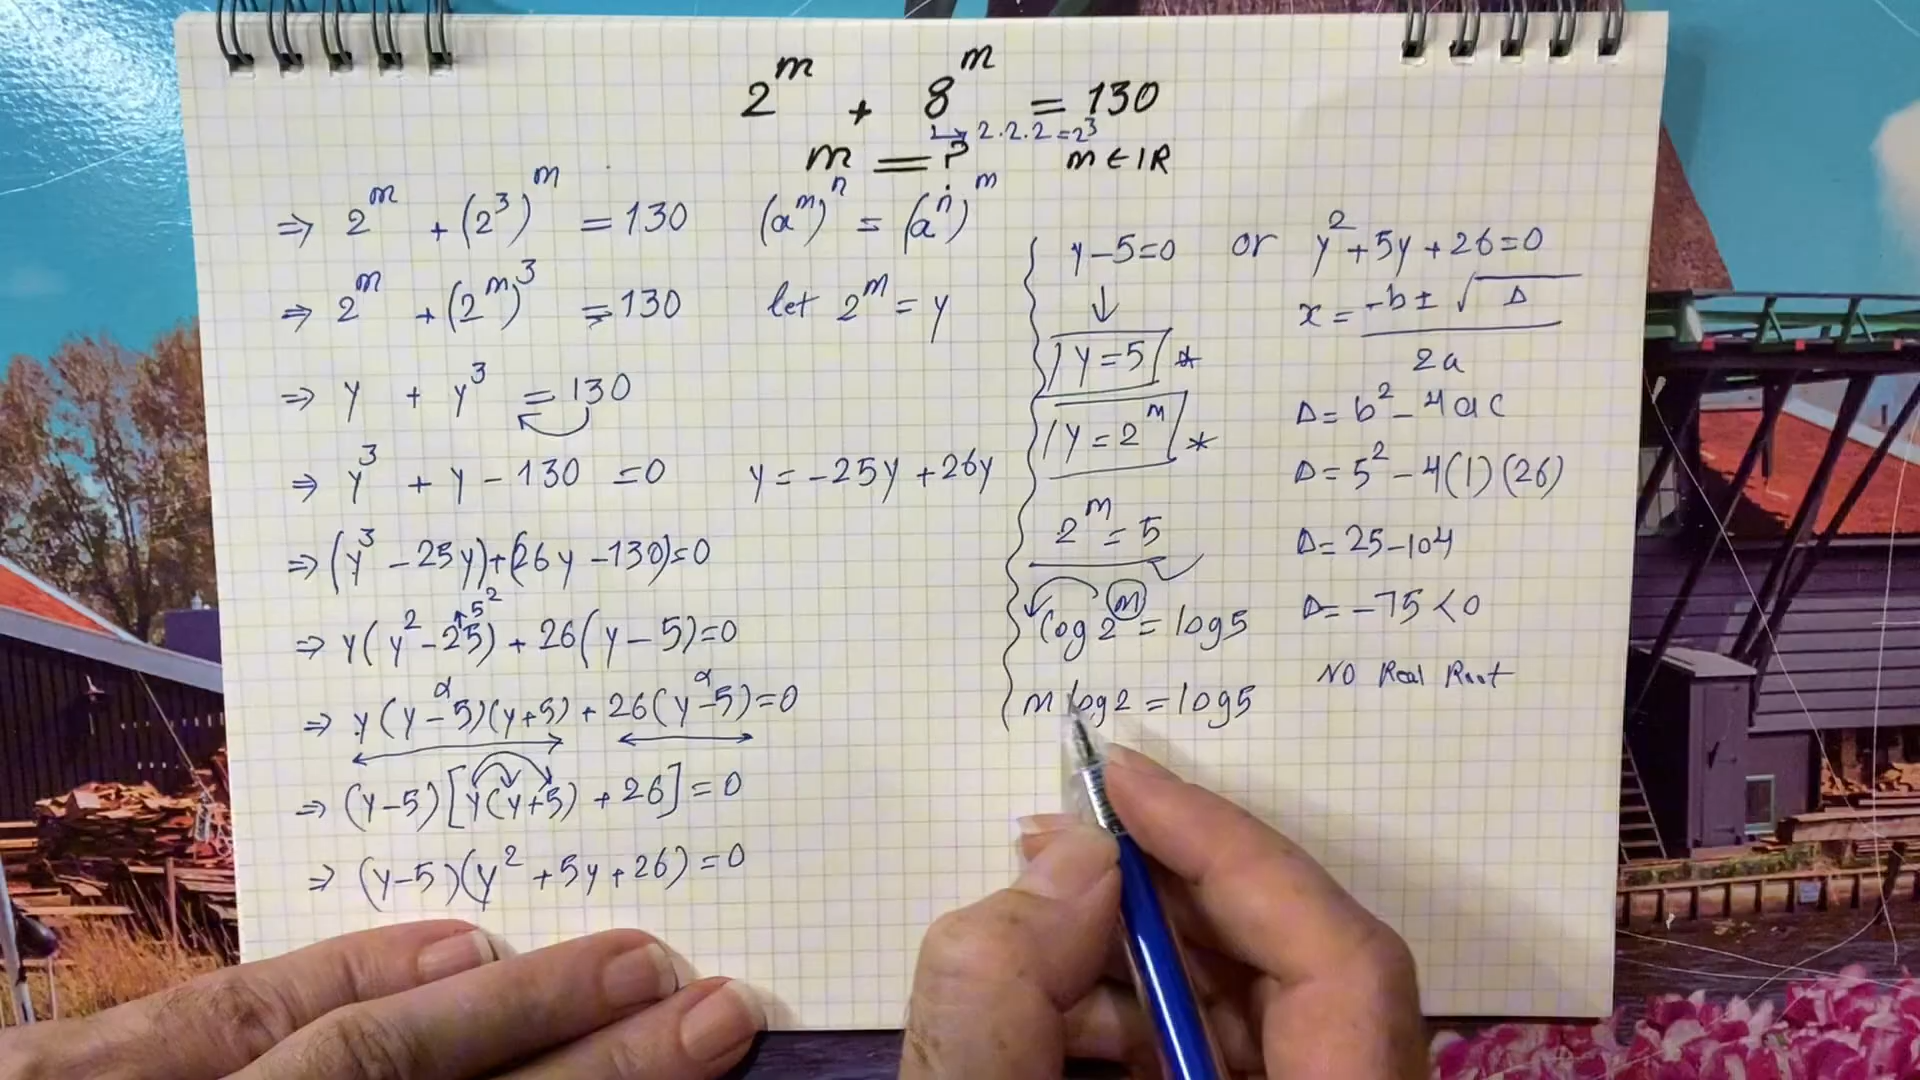 2^m + 8^m = 130
↳ 2.2.2 = 2^3
m = ? m ∈ IR
⇒ 2^m + (2^3)^m = 130 (a^m)^n = (a^n)^m
⇒ 2^m + (2^m)^3 = 130 let 2^m = y
⇒ y + y^3 = 130
⇒ y^3 + y - 130 = 0 y = -25y + 26y
⇒ (y^3 - 25y) + (26y - 130) = 0
⇒ y(y^2 - 25) + 26(y - 5) = 0
5^2
⇒ y(y - 5)(y + 5) + 26(y - 5) = 0
⇒ (y-5)[y(y+5) + 26] = 0
⇒ (y-5)(y^2 + 5y + 26) = 0
y - 5 = 0 or y^2 + 5y + 26 = 0
↓
y = 5 *
y = 2^m *
2^m = 5
log 2^m = log 5
m log 2 = log 5
x = (-b ± √Δ) / 2a
Δ = b^2 - 4ac
Δ = 5^2 - 4(1)(26)
Δ = 25 - 104
Δ = -75 < 0
NO Real Root